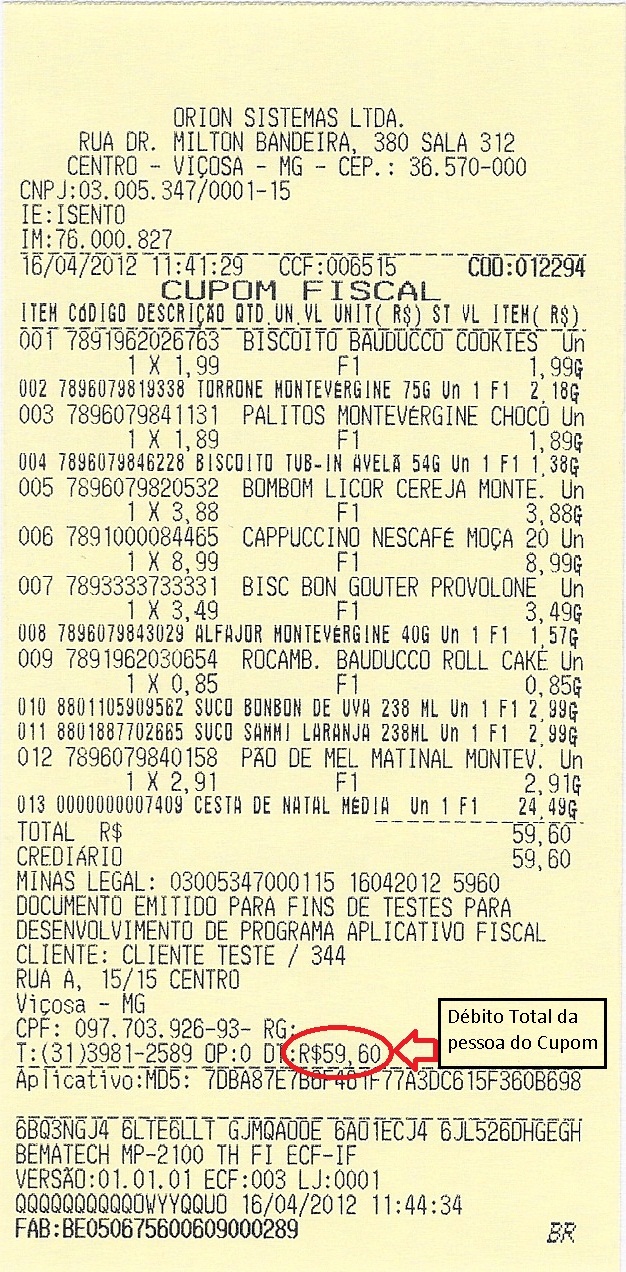 ORION SISTEMAS LTDA.
RUA DR. MILTON BANDEIRA, 380 SALA 312
CENTRO - VIÇOSA - MG - CEP.: 36.570-000
CNPJ:03.005.347/0001-15
IE:ISENTO
IM:76.000.827
16/04/2012 11:41:29 CCF:006515 COO:012294
CUPOM FISCAL
ITEM CÓDIGO DESCRIÇÃO QTD.UN.VL UNIT( R$) ST VL ITEM( R$)
001 7891962026763 BISCOITO BAUDUCCO COOKIES Un
1 X 1,99 F1 1,99G
002 7896079819338 TORRONE MONTEVÉRGINE 75G Un 1 F1 2,18G
003 7896079841131 PALITOS MONTEVÉRGINE CHOCO Un
1 X 1,89 F1 1,89G
004 7896079846228 BISCOITO TUB-IN AVELÃ 54G Un 1 F1 1,38G
005 7896079820532 BOMBOM LICOR CEREJA MONTE. Un
1 X 3,88 F1 3,88G
006 7891000084465 CAPPUCCINO NESCAFÉ MOÇA 20 Un
1 X 8,99 F1 8,99G
007 7893333733331 BISC BON GOUTER PROVOLONE Un
1 X 3,49 F1 3,49G
008 7896079843029 ALFAJOR MONTEVÉRGINE 40G Un 1 F1 1,57G
009 7891962030654 ROCAMB. BAUDUCCO ROLL CAKE Un
1 X 0,85 F1 0,85G
010 8801105909562 SUCO BONBON DE UVA 238 ML Un 1 F1 2,99G
011 8801887702665 SUCO SAMMI LARANJA 238ML Un 1 F1 2,99G
012 7896079840158 PÃO DE MEL MATINAL MONTEV. Un
1 X 2,91 F1 2,91G
013 0000000007409 CESTA DE NATAL MÉDIA Un 1 F1 24,49G
TOTAL R$ 59,60
CREDIÁRIO 59,60
MINAS LEGAL: 03005347000115 16042012 5960
DOCUMENTO EMITIDO PARA FINS DE TESTES PARA
DESENVOLVIMENTO DE PROGRAMA APLICATIVO FISCAL
CLIENTE: CLIENTE TESTE / 344
RUA A, 15/15 CENTRO
Viçosa - MG
CPF: 097.703.926-93- RG:
T:(31)3981-2589 OP:0 DT:R$59,60
Débito Total da
pessoa do Cupom
Aplicativo:MD5: 7DBA87E7B6F461F77A3DC615F360B698
6BQ3NGJ4 6LTE6LLT GJMQAOOE 6AO1ECJ4 6JL526DHGEGH
BEMATECH MP-2100 TH FI ECF-IF
VERSÃO:01.01.01 ECF:003 LJ:0001
QQQQQQQQQQOWYYQQUO 16/04/2012 11:44:34
FAB:BE050675600609000289 BR